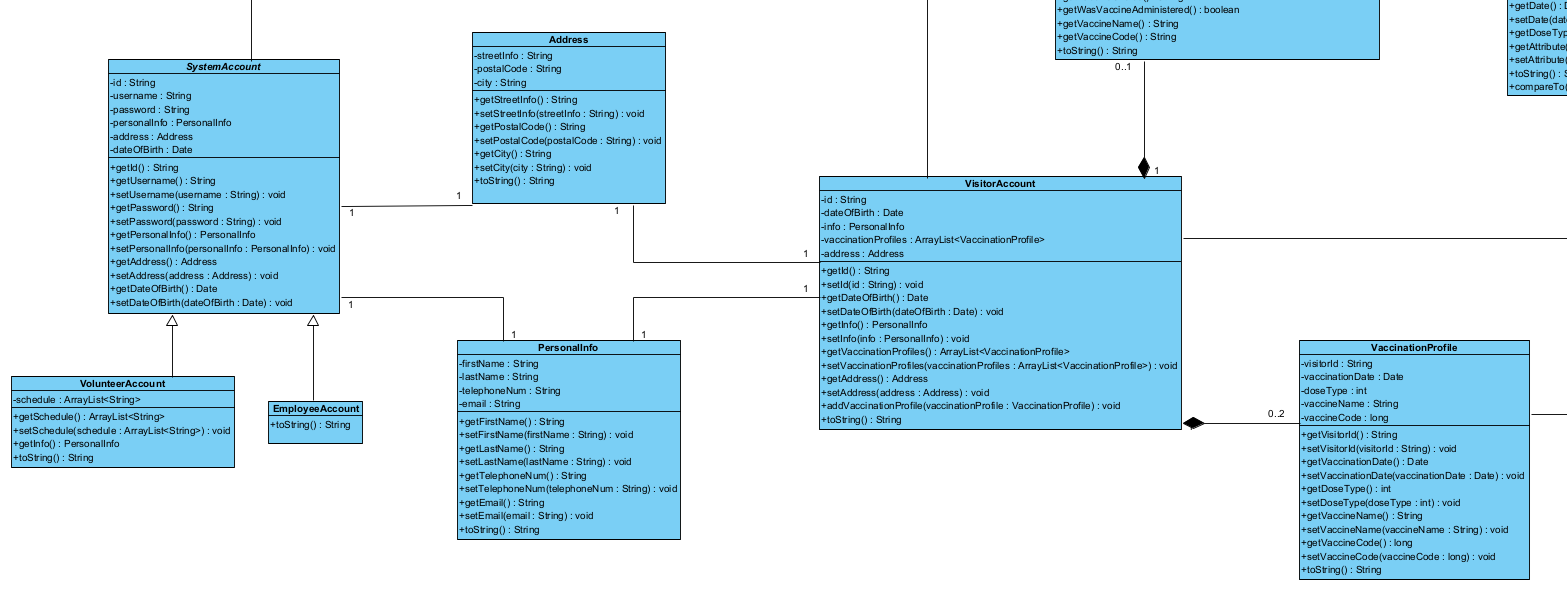 +getWasVaccineAdministered() : boolean
+getVaccineName() : String
+getVaccineCode() : String
+toString() : String
0..1
1
+getDate() :
+setDate(dat
+getDoseTyp
+getAttribute(
+setAttribute(
+toString() : S
+compareTo(
SystemAccount
-id : String
-username : String
-password : String
-personalInfo : PersonalInfo
-address : Address
-dateOfBirth : Date
+getId() : String
+getUsername() : String
+setUsername(username : String) : void
+getPassword() : String
+setPassword(password : String) : void
+getPersonalInfo() : PersonalInfo
+setPersonalInfo(personalInfo : PersonalInfo) : void
+getAddress() : Address
+setAddress(address : Address) : void
+getDateOfBirth() : Date
+setDateOfBirth(dateOfBirth : Date) : void
1
1
1
1
Address
-streetInfo : String
-postalCode : String
-city : String
+getStreetInfo() : String
+setStreetInfo(streetInfo : String) : void
+getPostalCode() : String
+setPostalCode(postalCode : String) : void
+getCity() : String
+setCity(city : String) : void
+toString() : String
1
1
1
1
VisitorAccount
-id : String
-dateOfBirth : Date
-info : PersonalInfo
-vaccinationProfiles : ArrayList<VaccinationProfile>
-address : Address
+getId() : String
+setId(id : String) : void
+getDateOfBirth() : Date
+setDateOfBirth(dateOfBirth : Date) : void
+getInfo() : PersonalInfo
+setInfo(info : PersonalInfo) : void
+getVaccinationProfiles() : ArrayList<VaccinationProfile>
+setVaccinationProfiles(vaccinationProfiles : ArrayList<VaccinationProfile>) : void
+getAddress() : Address
+setAddress(address : Address) : void
+addVaccinationProfile(vaccinationProfile : VaccinationProfile) : void
+toString() : String
0..2
VolunteerAccount
-schedule : ArrayList<String>
+getSchedule() : ArrayList<String>
+setSchedule(schedule : ArrayList<String>) : void
+getInfo() : PersonalInfo
+toString() : String
EmployeeAccount
+toString() : String
PersonalInfo
-firstName : String
-lastName : String
-telephoneNum : String
-email : String
+getFirstName() : String
+setFirstName(firstName : String) : void
+getLastName() : String
+setLastName(lastName : String) : void
+getTelephoneNum() : String
+setTelephoneNum(telephoneNum : String) : void
+getEmail() : String
+setEmail(email : String) : void
+toString() : String
VaccinationProfile
-visitorId : String
-vaccinationDate : Date
-doseType : int
-vaccineName : String
-vaccineCode : long
+getVisitorId() : String
+setVisitorId(visitorId : String) : void
+getVaccinationDate() : Date
+setVaccinationDate(vaccinationDate : Date) : void
+getDoseType() : int
+setDoseType(doseType : int) : void
+getVaccineName() : String
+setVaccineName(vaccineName : String) : void
+getVaccineCode() : long
+setVaccineCode(vaccineCode : long) : void
+toString() : String